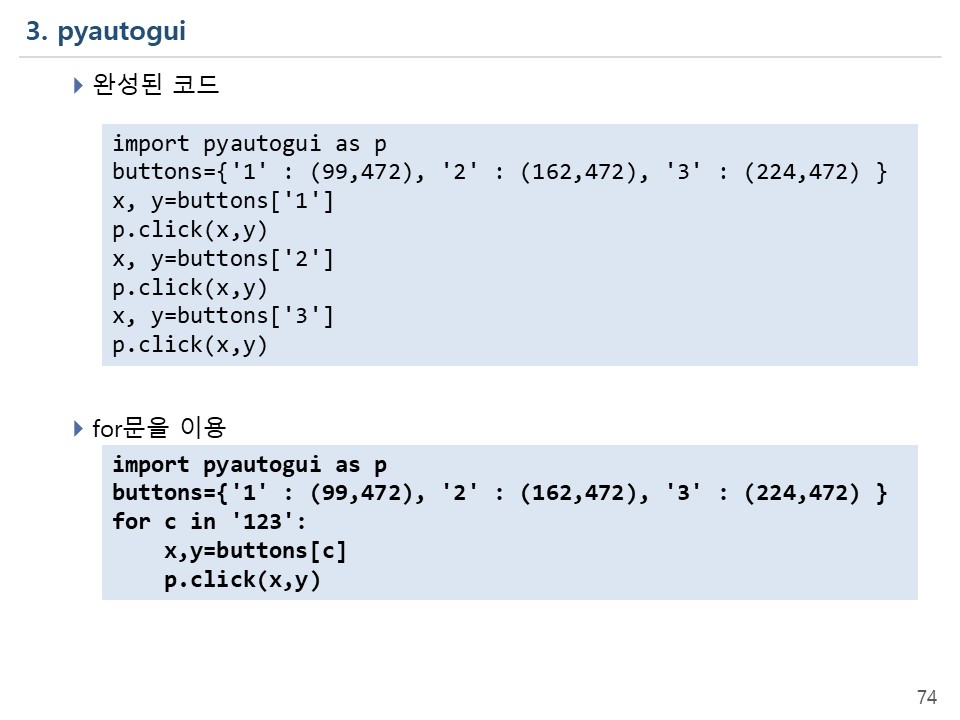 3. pyautogui
완성된 코드
import pyautogui as p
buttons={'1' : (99,472), '2' : (162,472), '3' : (224,472) }
x, y=buttons['1']
p.click(x,y)
x, y=buttons['2']
p.click(x,y)
x, y=buttons['3']
p.click(x,y)
for문을 이용
import pyautogui as p
buttons={'1' : (99,472), '2' : (162,472), '3' : (224,472) }
for c in '123':
    x,y=buttons[c]
    p.click(x,y)
74